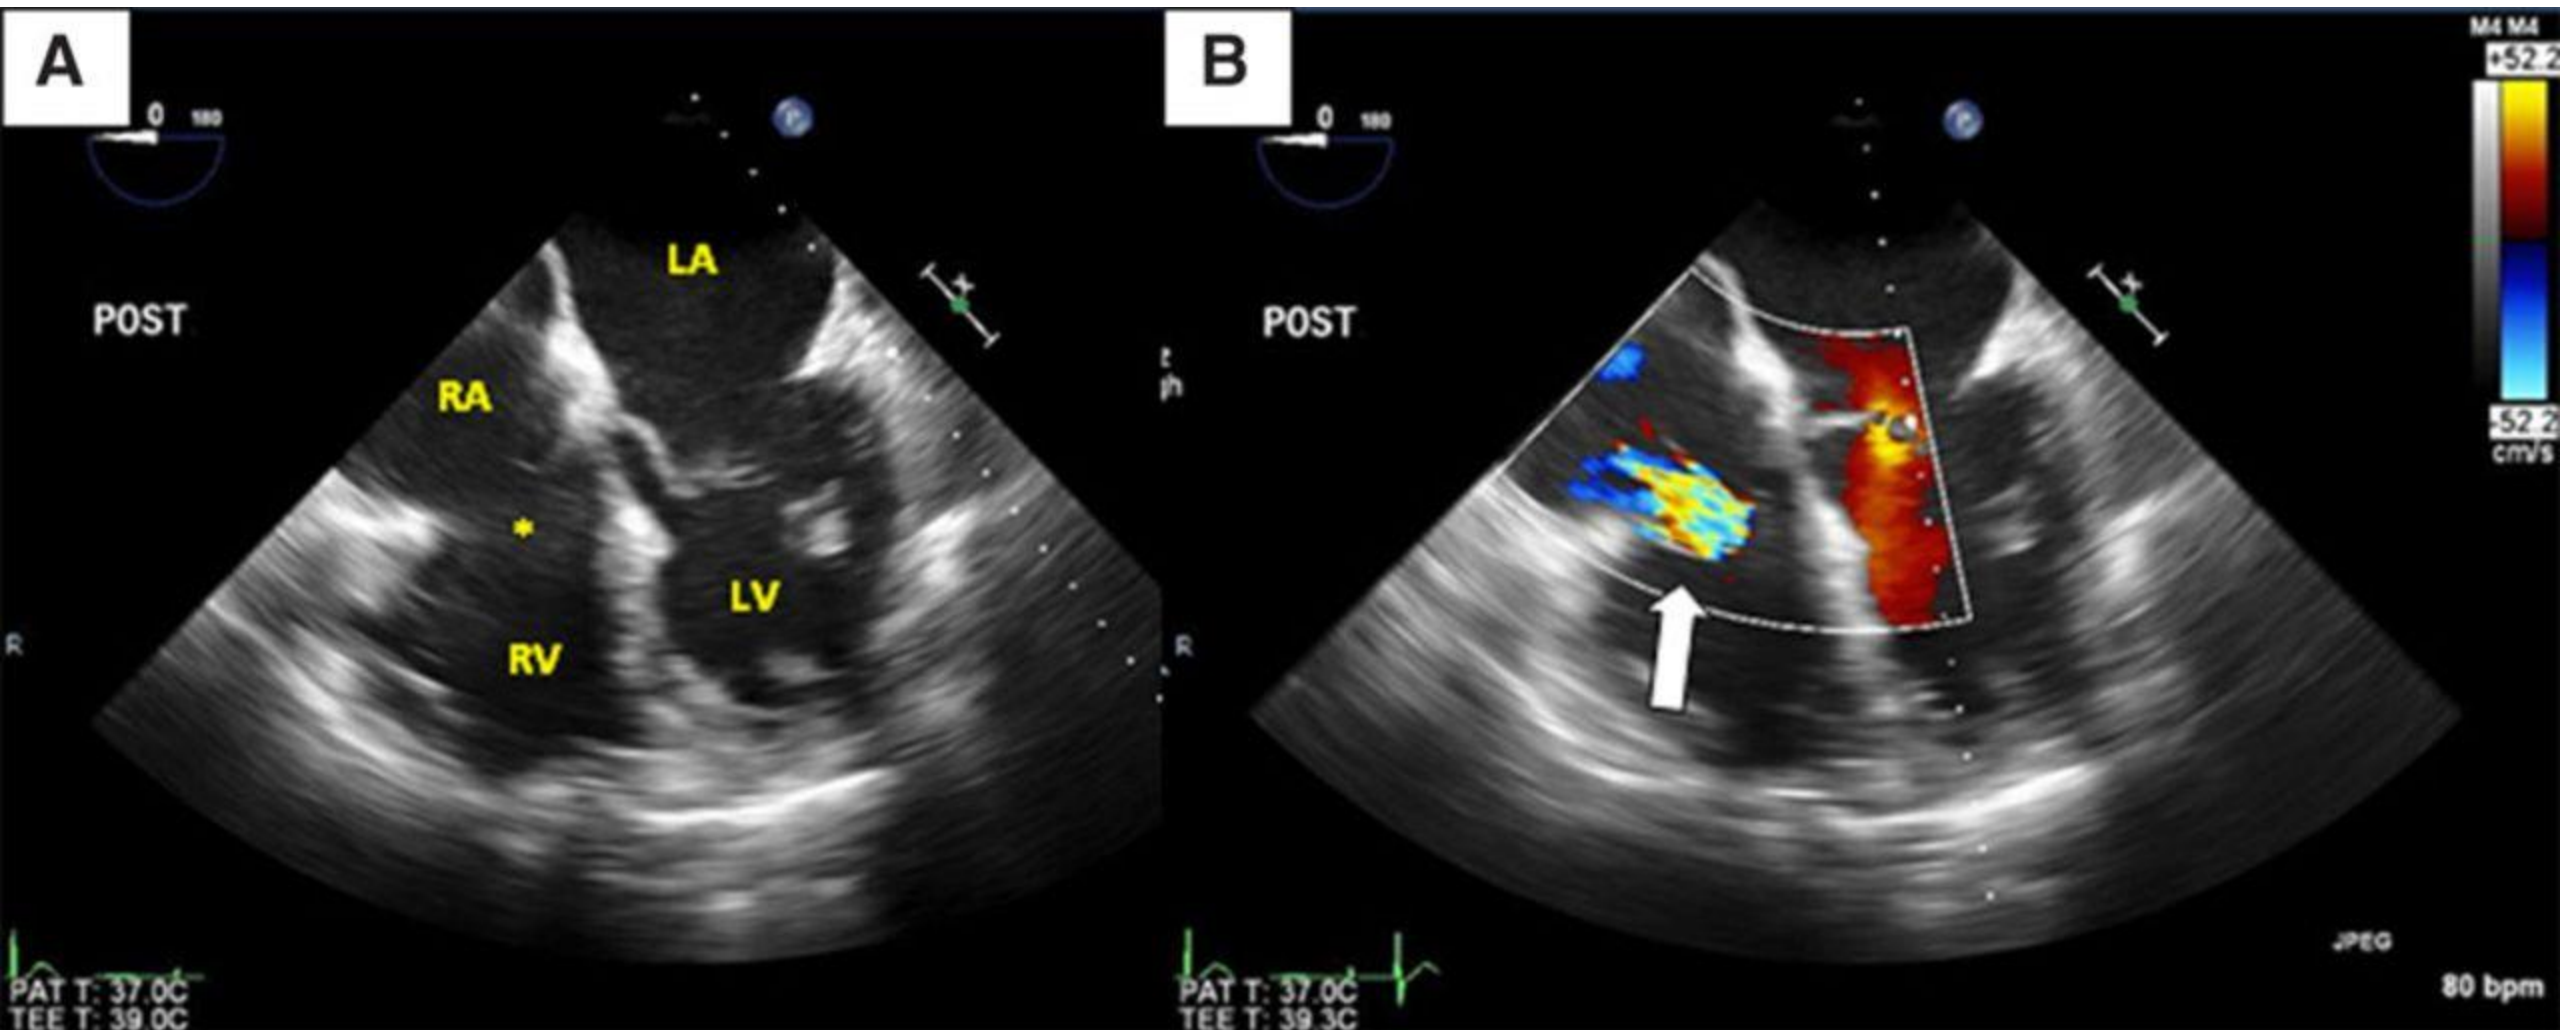 A
0 180
P
POST
LA
RA
*
LV
RV
R
PAT T: 37.0C
TEE T: 39.0C
B
0 180
P
POST
R
M4 M4
+52.2
-52.2
cm/s
PAT T: 37.0C
TEE T: 39.3C
JPEG
80 bpm